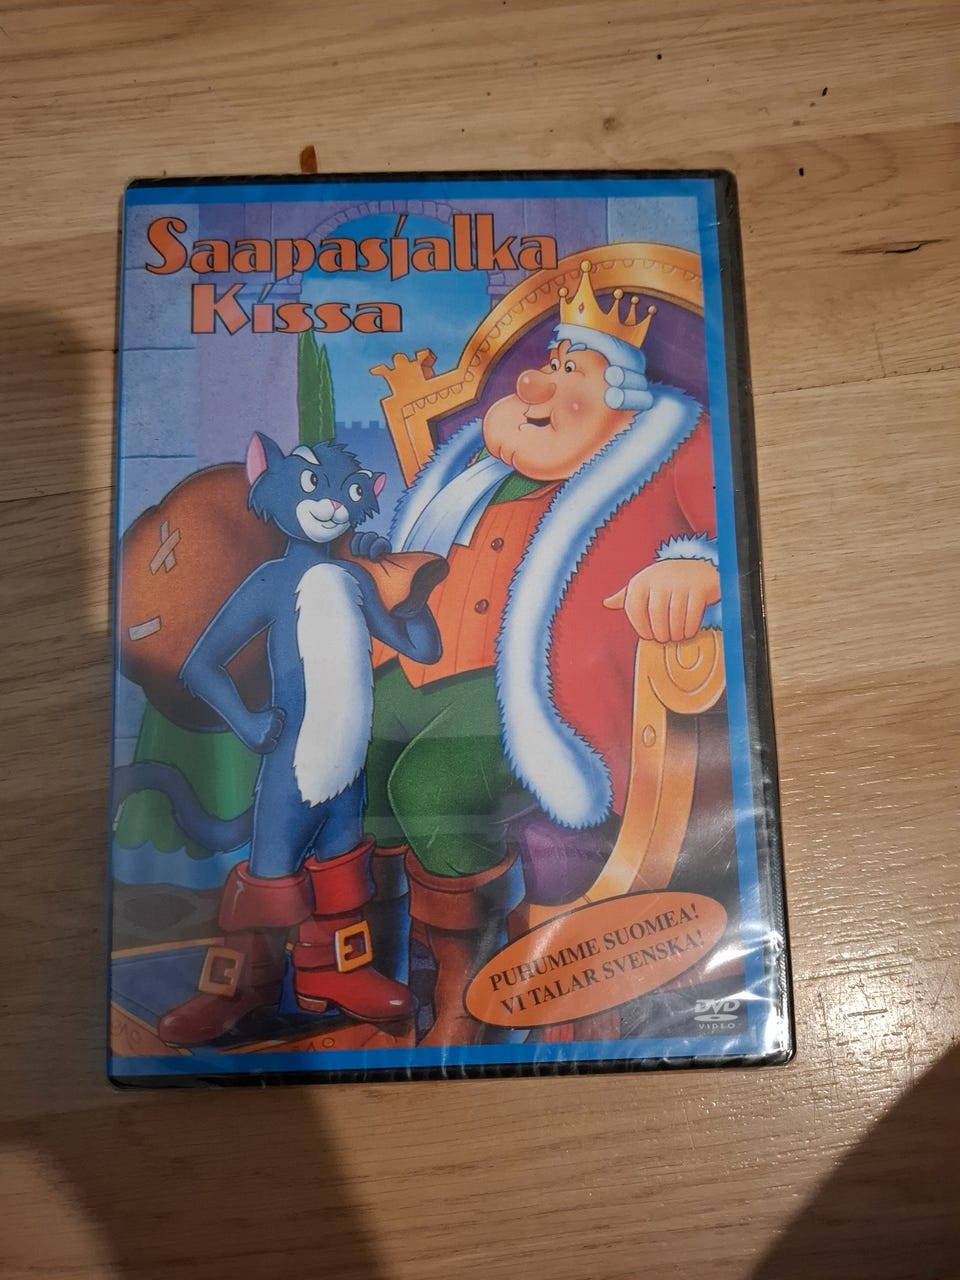 Saapasjalka
Kissa
PUHUMME SUOMEA!
VI TALAR SVENSKA!
DVD
VIDEO